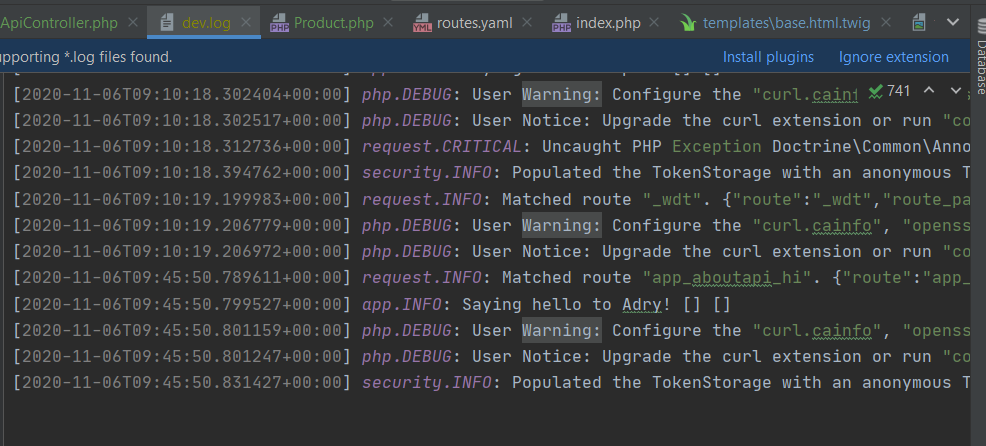 ApiController.php dev.log Product.php routes.yaml index.php templates\base.html.twig
pporting *.log files found. Install plugins Ignore extension
Database
[2020-11-06T09:10:18.302404+00:00] php.DEBUG: User Warning: Configure the "curl.cainf 741
[2020-11-06T09:10:18.302517+00:00] php.DEBUG: User Notice: Upgrade the curl extension or run "co
[2020-11-06T09:10:18.312736+00:00] request.CRITICAL: Uncaught PHP Exception Doctrine\Common\Anno
[2020-11-06T09:10:18.394762+00:00] security.INFO: Populated the TokenStorage with an anonymous T
[2020-11-06T09:10:19.199983+00:00] request.INFO: Matched route "_wdt". {"route":"_wdt","route_pa
[2020-11-06T09:10:19.206779+00:00] php.DEBUG: User Warning: Configure the "curl.cainfo", "openss
[2020-11-06T09:10:19.206972+00:00] php.DEBUG: User Notice: Upgrade the curl extension or run "co
[2020-11-06T09:45:50.789611+00:00] request.INFO: Matched route "app_aboutapi_hi". {"route":"app_
[2020-11-06T09:45:50.799527+00:00] app.INFO: Saying hello to Adry! [] []
[2020-11-06T09:45:50.801159+00:00] php.DEBUG: User Warning: Configure the "curl.cainfo", "openss
[2020-11-06T09:45:50.801247+00:00] php.DEBUG: User Notice: Upgrade the curl extension or run "co
[2020-11-06T09:45:50.831427+00:00] security.INFO: Populated the TokenStorage with an anonymous T